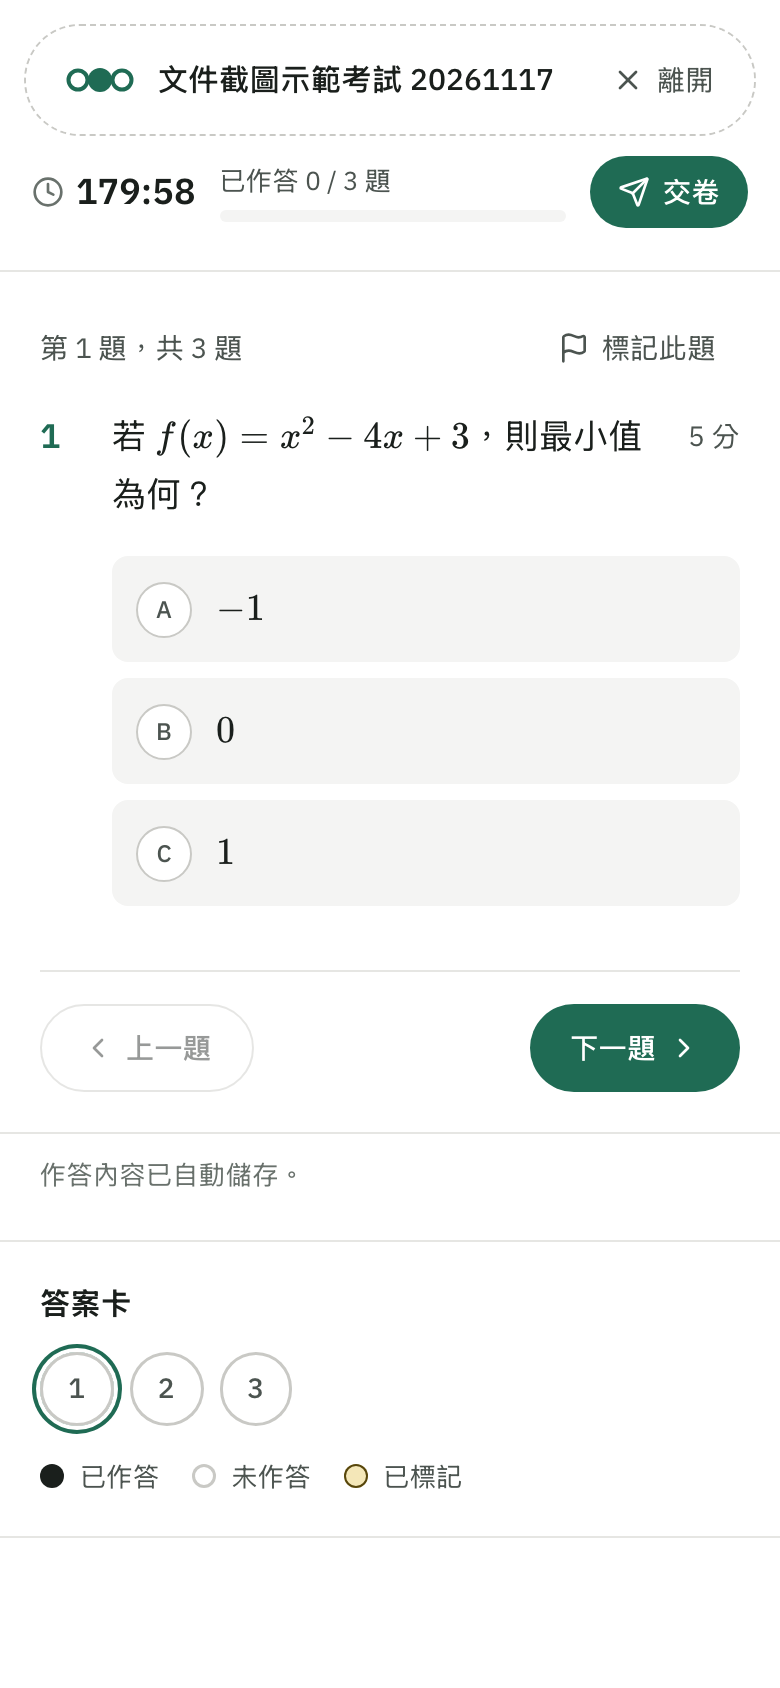 文件截圖示範考試 20261117
離開
179:58
已作答 0 / 3 題
交卷
第 1 題，共 3 題
標記此題
1
若 f(x) = x² − 4x + 3，則最小值
5 分
為何？
A −1
B 0
C 1
上一題
下一題
作答內容已自動儲存。
答案卡
1 2 3
已作答 未作答 已標記